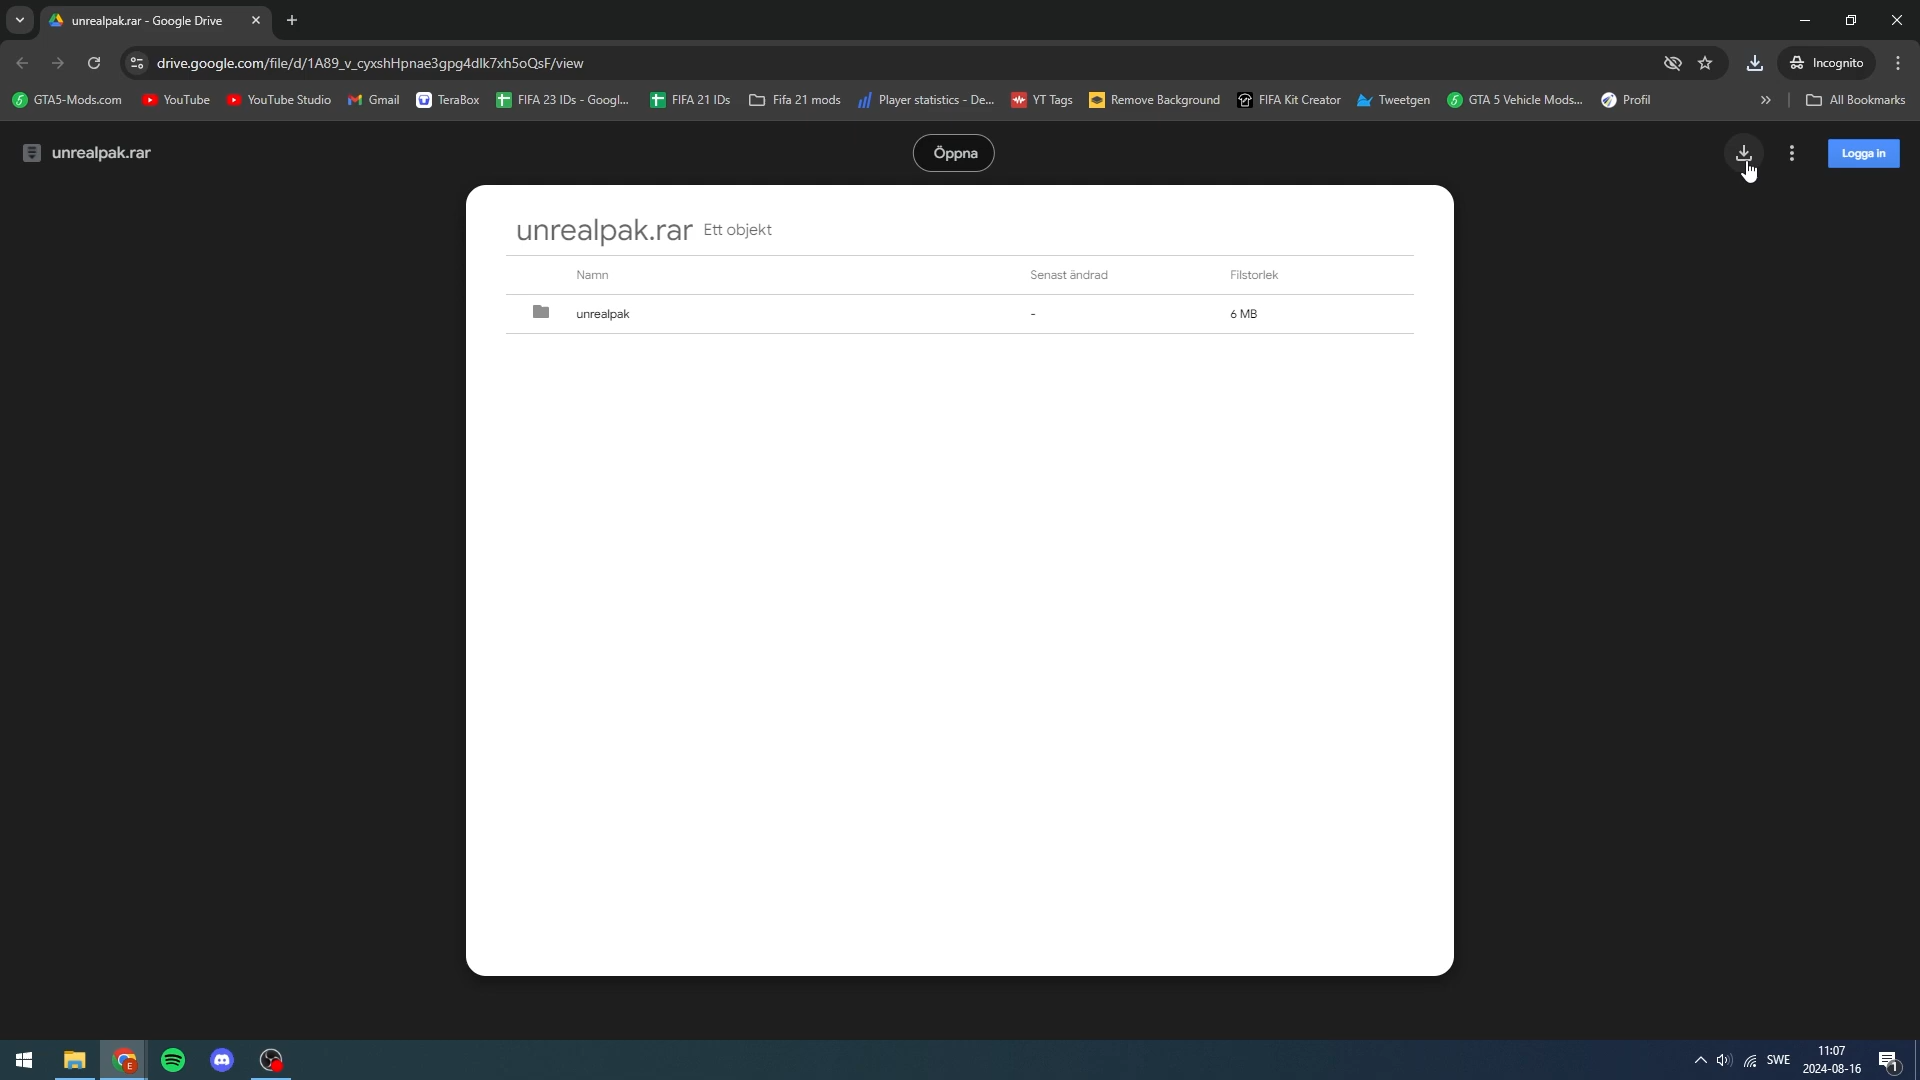 unrealpak.rar - Google Drive
drive.google.com/file/d/1A89_v_cyxshHpnae3gpg4dlk7xh5oQsF/view
Incognito
GTA5-Mods.com YouTube YouTube Studio Gmail TeraBox FIFA 23 IDs - Googl... FIFA 21 IDs Fifa 21 mods Player statistics - De... YT Tags Remove Background FIFA Kit Creator Tweetgen GTA 5 Vehicle Mods... Profil » All Bookmarks
unrealpak.rar
Öppna
Logga in
unrealpak.rar Ett objekt
Namn Senast ändrad Filstorlek
unrealpak - 6 MB
SWE
11:07
2024-08-16
1